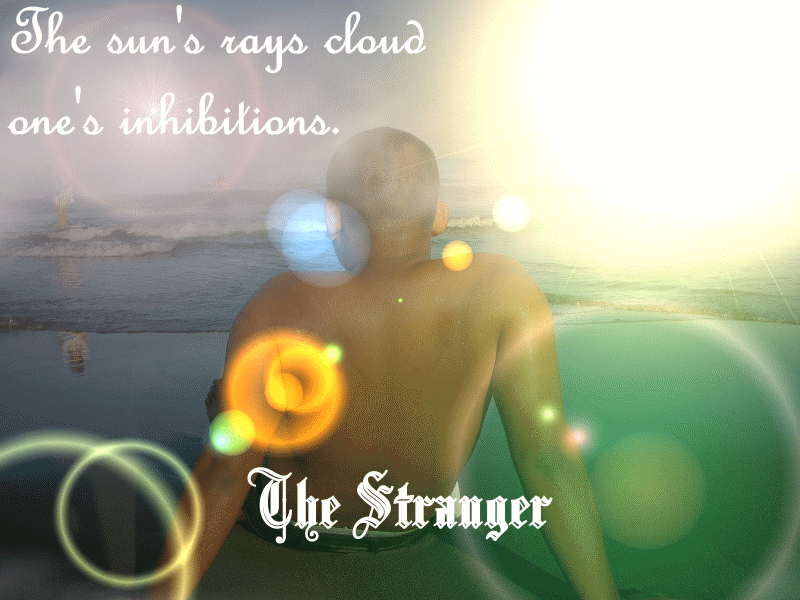 The sun's rays cloud
one's inhibitions.
The Stranger